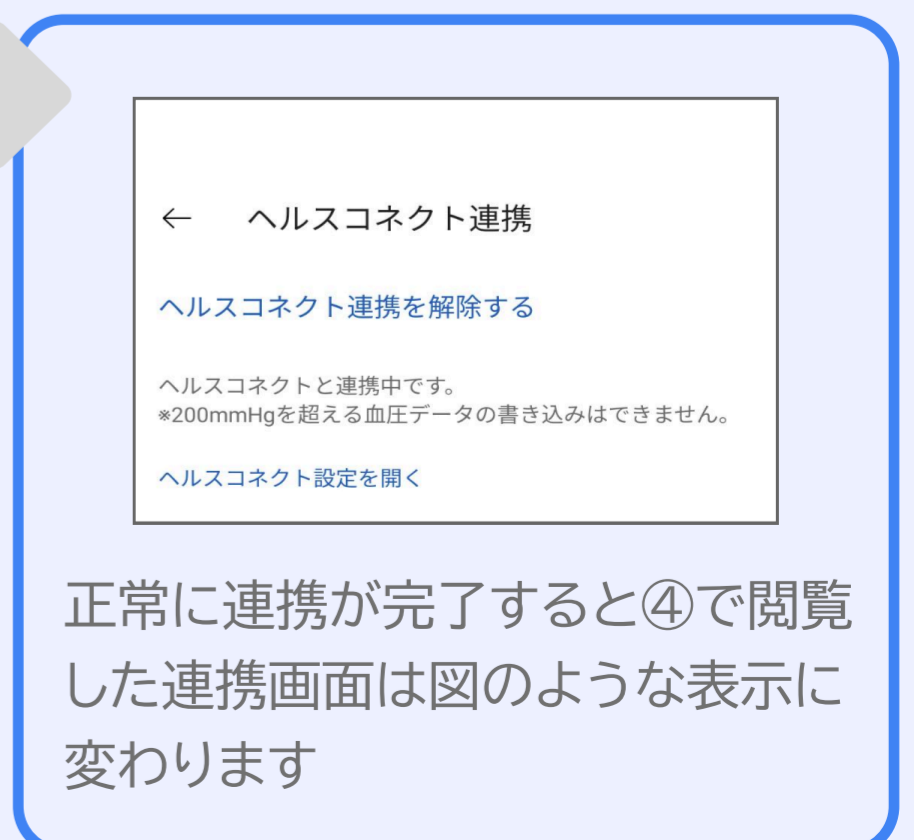 ← ヘルスコネクト連携
ヘルスコネクト連携を解除する
ヘルスコネクトと連携中です。
※200mmHgを超える血圧データの書き込みはできません。
ヘルスコネクト設定を開く
正常に連携が完了すると④で閲覧
した連携画面は図のような表示に
変わります